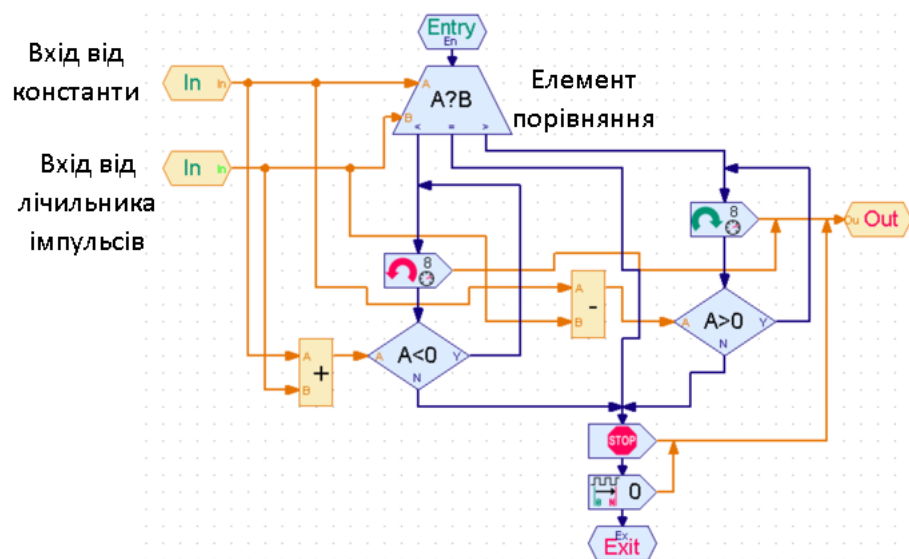 Entry
En
Вхід від
константи
In In
A
A?B
B
< = >
Елемент
порівняння
Вхід від
лічильника
імпульсів
In In
8
8
Ou Out
A
-
B
A A>0 Y
N
A
+
B
A A<0 Y
N
STOP
0
Ex
Exit